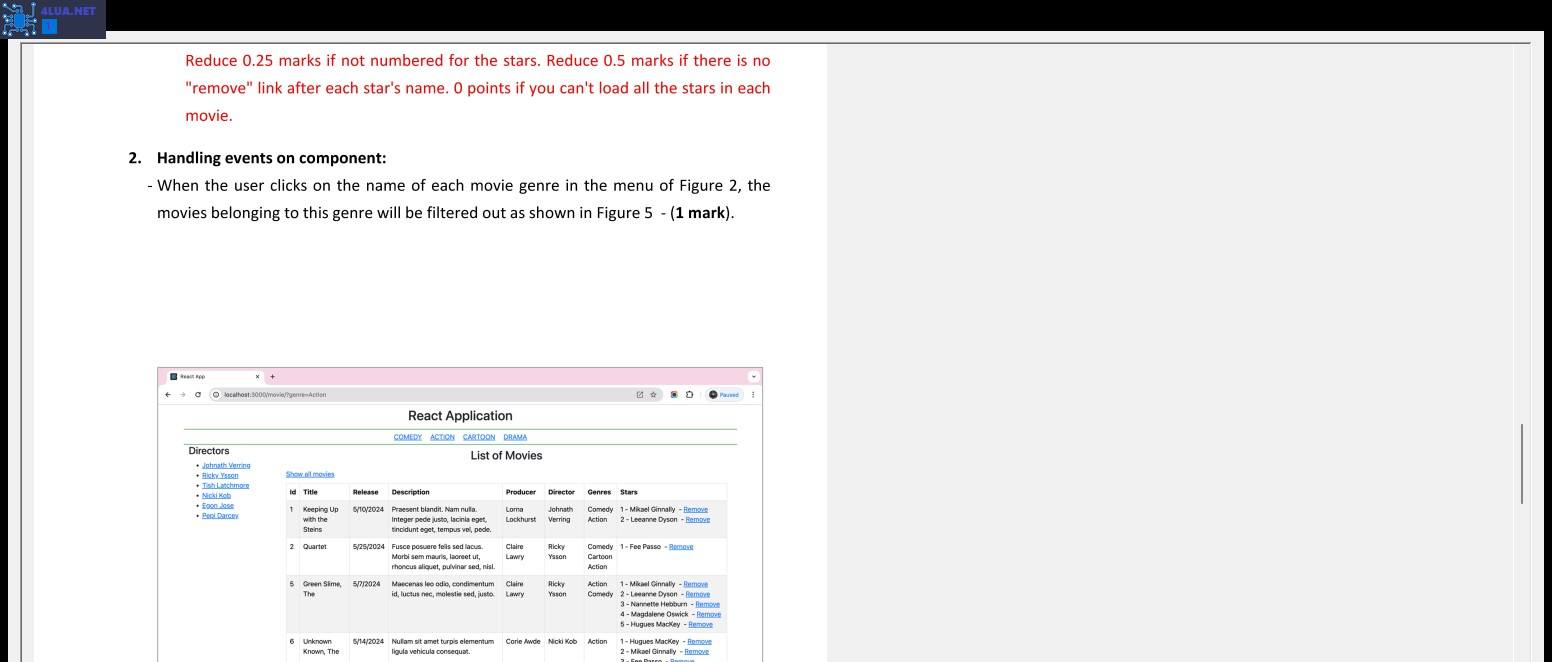 4LUA.NET
1
Reduce 0.25 marks if not numbered for the stars. Reduce 0.5 marks if there is no
"remove" link after each star's name. 0 points if you can't load all the stars in each
movie.
2. Handling events on component:
- When the user clicks on the name of each movie genre in the menu of Figure 2, the
movies belonging to this genre will be filtered out as shown in Figure 5 - (1 mark).
React App
localhost:3000/movie/?genre=Action
Paused
React Application
COMEDY ACTION CARTOON DRAMA
Directors
• Johnath Verring
• Ricky Ysson
• Tish Latchmore
• Nicki Kob
• Egon Jose
• Pepi Darcey
List of Movies
Show all movies
Id Title Release Description Producer Director Genres Stars
1 Keeping Up 5/10/2024 Praesent blandit. Nam nulla. Lorna Johnath Comedy 1 - Mikael Ginnally - Remove
with the Integer pede justo, lacinia eget, Lockhurst Verring Action 2 - Leeanne Dyson - Remove
Steins tincidunt eget, tempus vel, pede.
2 Quartet 5/25/2024 Fusce posuere felis sed lacus. Claire Ricky Comedy 1 - Fee Passo - Remove
Morbi sem mauris, laoreet ut, Lawry Ysson Cartoon
rhoncus aliquet, pulvinar sed, nisl. Action
5 Green Slime, 5/7/2024 Maecenas leo odio, condimentum Claire Ricky Action 1 - Mikael Ginnally - Remove
The id, luctus nec, molestie sed, justo. Lawry Ysson Comedy 2 - Leeanne Dyson - Remove
3 - Nannette Hebburn - Remove
4 - Magdalene Oswick - Remove
5 - Hugues MacKey - Remove
6 Unknown 5/14/2024 Nullam sit amet turpis elementum Corie Awde Nicki Kob Action 1 - Hugues MacKey - Remove
Known, The ligula vehicula consequat. 2 - Mikael Ginnally - Remove
3 - Fee Passo - Remove